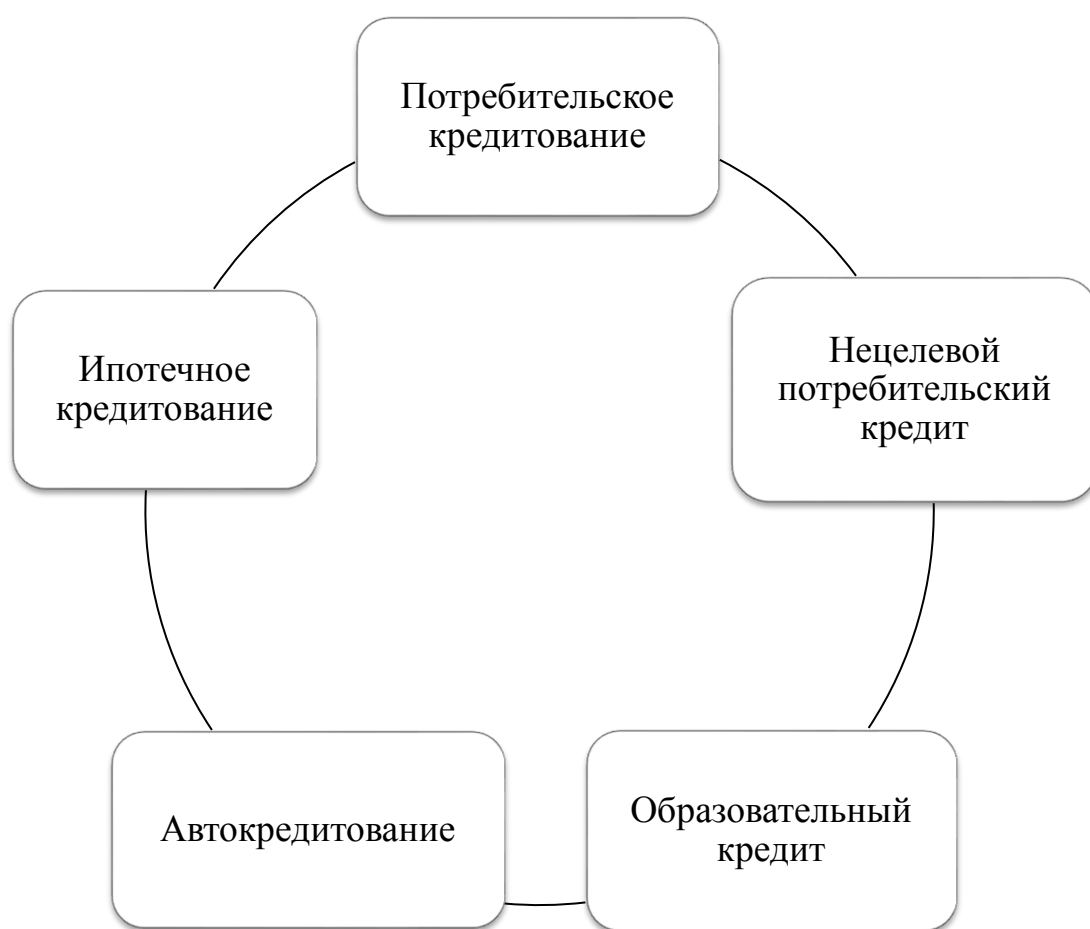 Потребительское
кредитование
Ипотечное
кредитование
Нецелевой
потребительский
кредит
Автокредитование
Образовательный
кредит